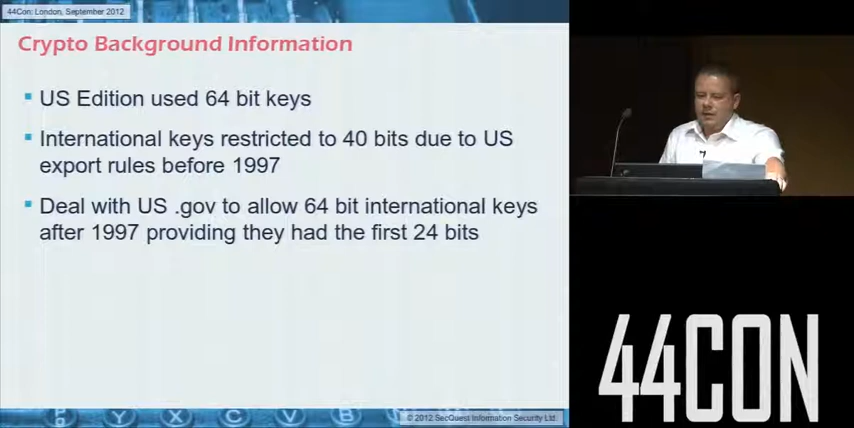 44Con: London, September 2012
Crypto Background Information
US Edition used 64 bit keys
International keys restricted to 40 bits due to US
export rules before 1997
Deal with US .gov to allow 64 bit international keys
after 1997 providing they had the first 24 bits
44CON
Y X C V B
© 2012 SecQuest Information Security Ltd.